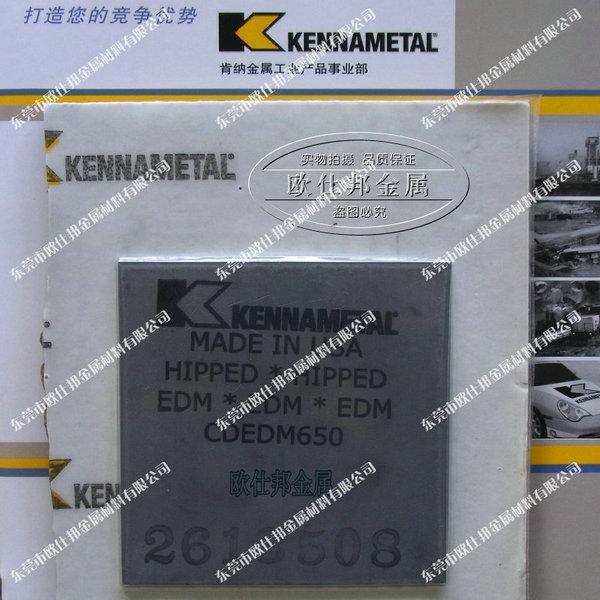 打造您的竞争优势
KENNAMETAL
肯纳金属工业产品事业部
KENNAMETAL
实物拍摄 品质保证
欧仕邦金属
盗图必究
KENNAMETAL
MADE IN USA
HIPPED * HIPPED
EDM * EDM * EDM
CDEDM650
欧仕邦金属
KENNAMETAL
东莞市欧仕邦金属材料有限公司